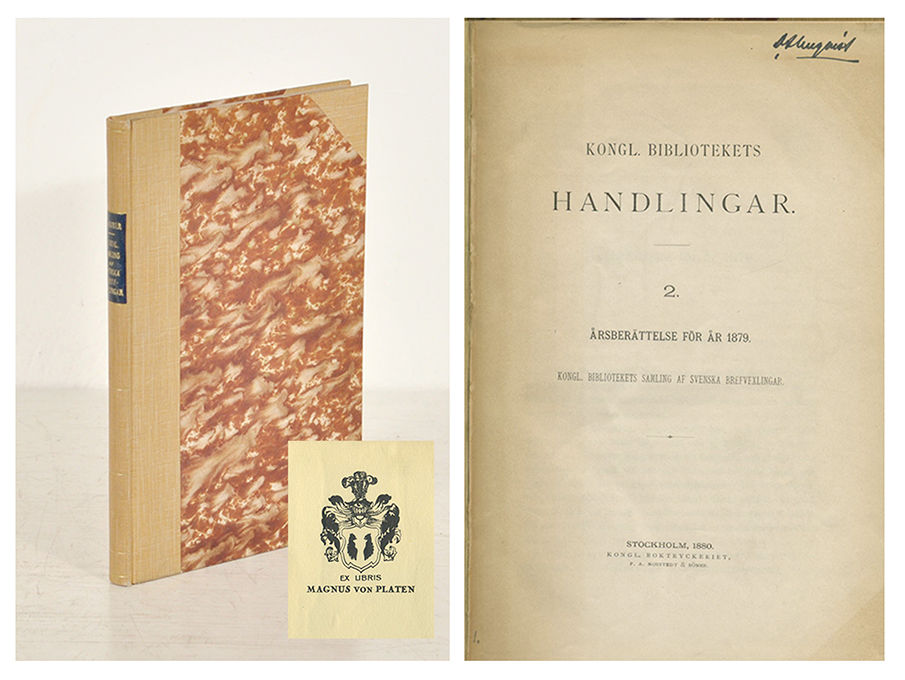 EX LIBRIS
MAGNUS VON PLATEN
KONGL. BIBLIOTEKETS
HANDLINGAR.
2.
ÅRSBERÄTTELSE FÖR ÅR 1879.
KONGL. BIBLIOTEKETS SAMLING AF SVENSKA BREFVEXLINGAR.
STOCKHOLM, 1880.
KONGL. BOKTRYCKERIET,
P. A. NORSTEDT & SÖNER.
1.